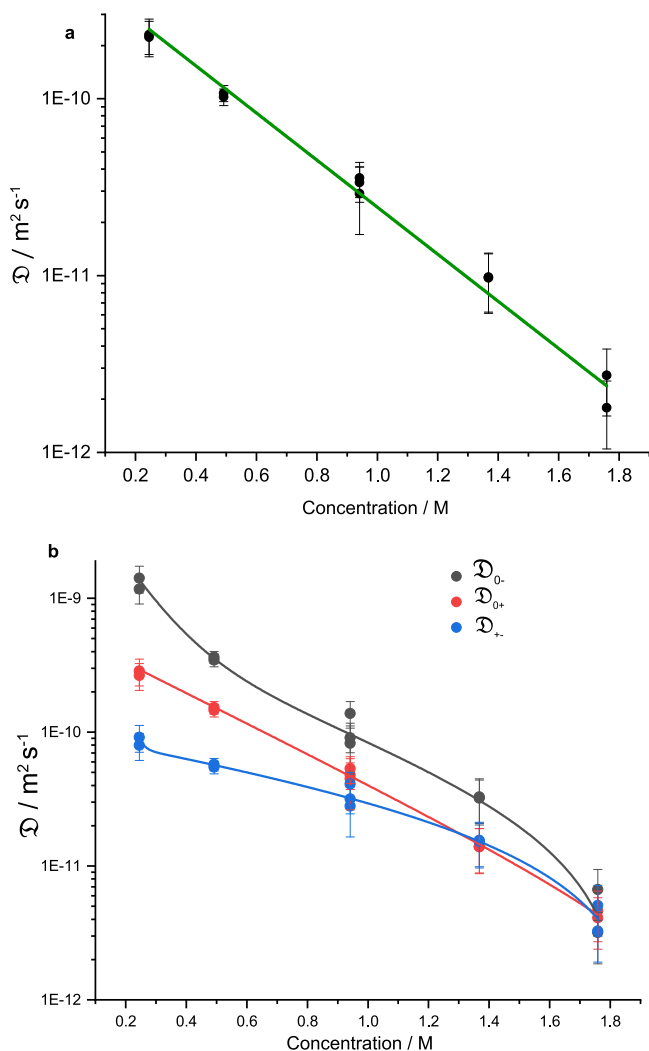 a
1E-10
1E-11
1E-12
𝔇 / m² s⁻¹
0.2 0.4 0.6 0.8 1.0 1.2 1.4 1.6 1.8
Concentration / M
b
𝔇₀₋
𝔇₀₊
𝔇₊₋
1E-9
1E-10
1E-11
1E-12
𝔇 / m² s⁻¹
0.2 0.4 0.6 0.8 1.0 1.2 1.4 1.6 1.8
Concentration / M